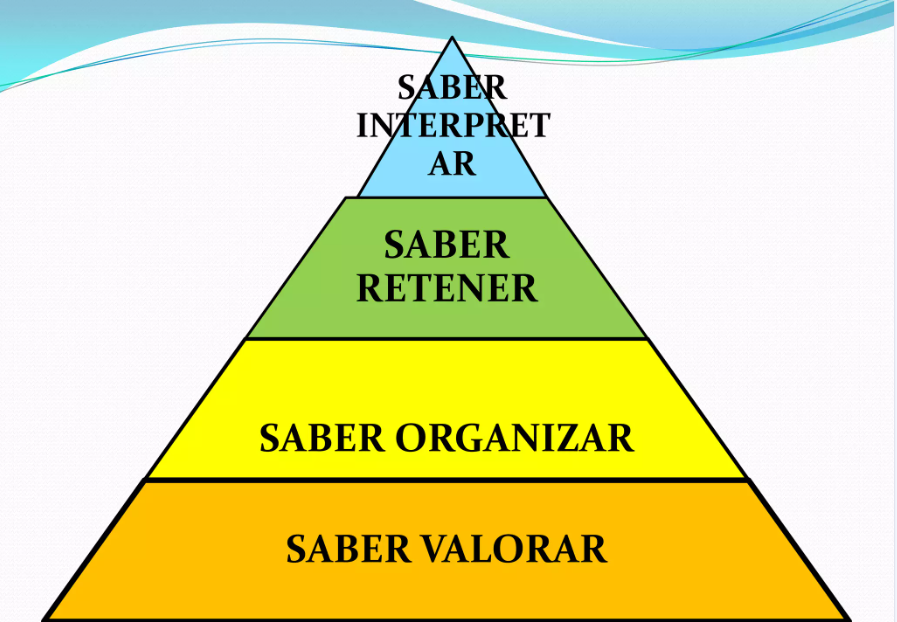 SABER
INTERPRET
AR
SABER
RETENER
SABER ORGANIZAR
SABER VALORAR